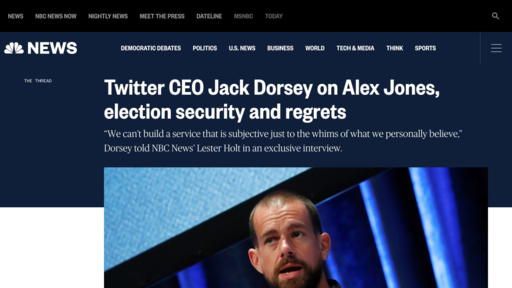 NEWS NBC NEWS NOW NIGHTLY NEWS MEET THE PRESS DATELINE MSNBC TODAY
NEWS DEMOCRATIC DEBATES POLITICS U.S. NEWS BUSINESS WORLD TECH & MEDIA THINK SPORTS
THE THREAD
Twitter CEO Jack Dorsey on Alex Jones,
election security and regrets
“We can’t build a service that is subjective just to the whims of what we personally believe,”
Dorsey told NBC News’ Lester Holt in an exclusive interview.